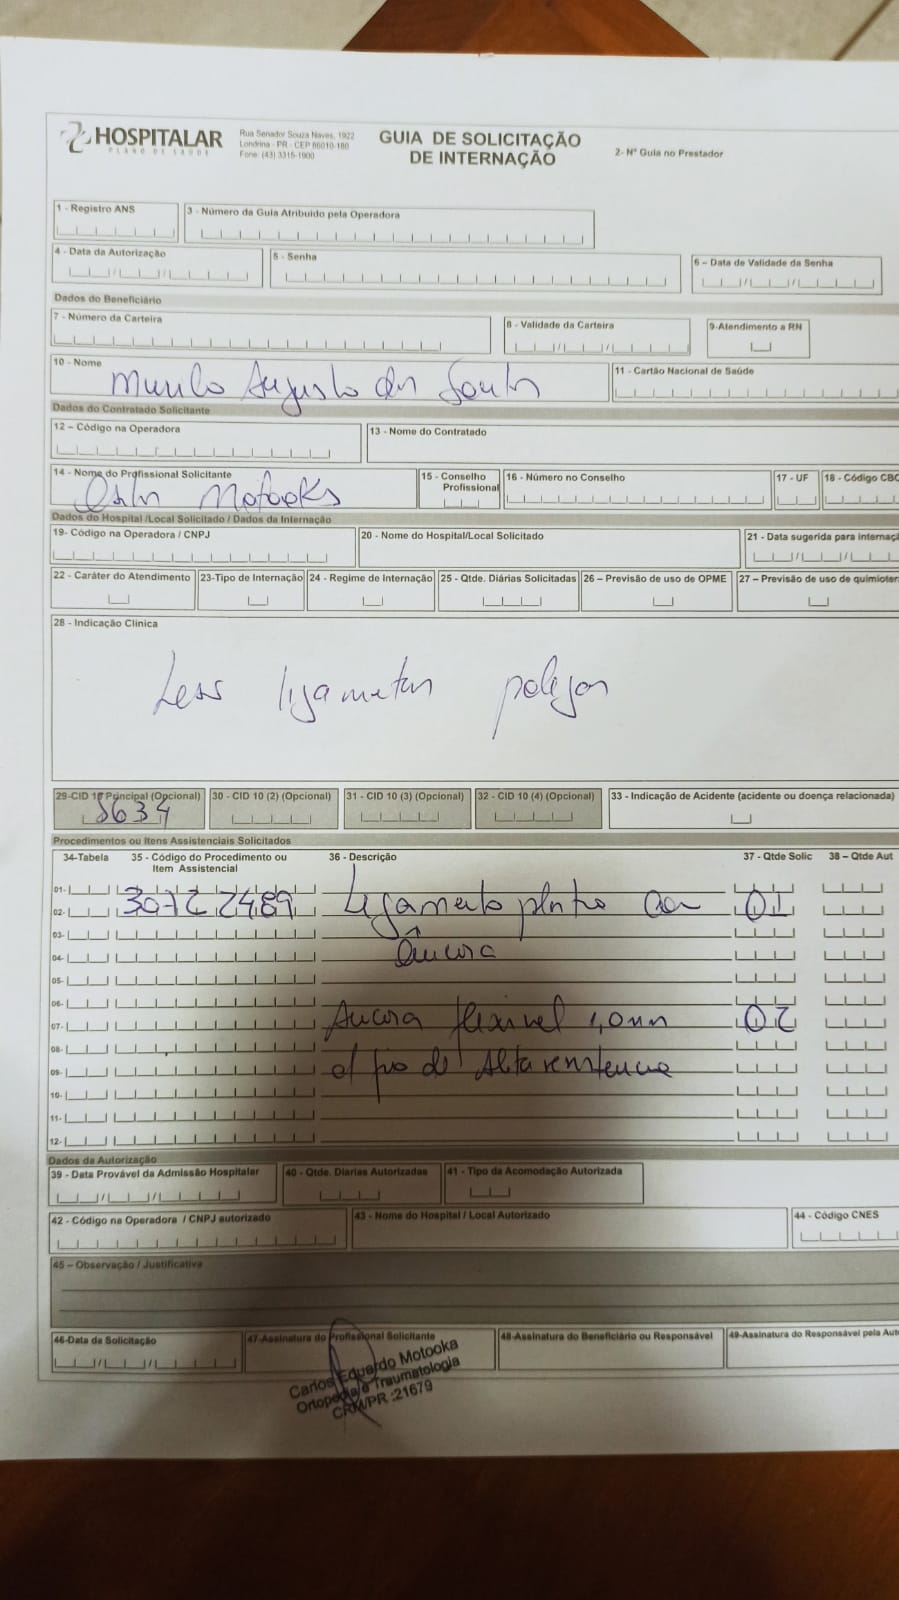 HOSPITALAR
PLANO DE SAÚDE
Rua Senador Souza Naves, 1922
Londrina - PR - CEP 86010-160
Fone: (43) 3315-1900
GUIA DE SOLICITAÇÃO
DE INTERNAÇÃO
2- Nº Guia no Prestador
1 - Registro ANS
3 - Número da Guia Atribuído pela Operadora
4 - Data da Autorização
5 - Senha
6 – Data de Validade da Senha
Dados do Beneficiário
7 - Número da Carteira
8 - Validade da Carteira
9-Atendimento a RN
10 - Nome
Murilo Augusto
11 - Cartão Nacional de Saúde
Dados do Contratado Solicitante
12 – Código na Operadora
13 - Nome do Contratado
14 - Nome do Profissional Solicitante
Motooka
15 - Conselho
Profissional
16 - Número no Conselho
17 - UF
18 - Código CBO
Dados do Hospital /Local Solicitado / Dados da Internação
19- Código na Operadora / CNPJ
20 - Nome do Hospital/Local Solicitado
21 - Data sugerida para internaç
22 - Caráter do Atendimento
23-Tipo de Internação
24 - Regime de Internação
25 - Qtde. Diárias Solicitadas
26 – Previsão de uso de OPME
27 – Previsão de uso de quimioter
28 - Indicação Clínica
Lesão ligamentar polegar
29-CID 10 Principal (Opcional)
S634
30 - CID 10 (2) (Opcional)
31 - CID 10 (3) (Opcional)
32 - CID 10 (4) (Opcional)
33 - Indicação de Acidente (acidente ou doença relacionada)
Procedimentos ou Itens Assistenciais Solicitados
34-Tabela
35 - Código do Procedimento ou
Item Assistencial
36 - Descrição
37 - Qtde Solic
38 – Qtde Aut
01-
02- 30722489 Ligamento com 01
03-
04- âncora
05-
06-
07- Âncora flexível 1,0mm 02
08-
09- c/ fio de Alta resistencia
10-
11-
12-
Dados da Autorização
39 - Data Provável da Admissão Hospitalar
40 - Qtde. Diárias Autorizadas
41 - Tipo da Acomodação Autorizada
42 - Código na Operadora / CNPJ autorizado
43 - Nome do Hospital / Local Autorizado
44 - Código CNES
45 – Observação / Justificativa
46-Data da Solicitação
47-Assinatura do Profissional Solicitante
48-Assinatura do Beneficiário ou Responsável
49-Assinatura do Responsável pela Aut
Carlos Eduardo Motooka
Ortopedia e Traumatologia
CRM/PR :21679